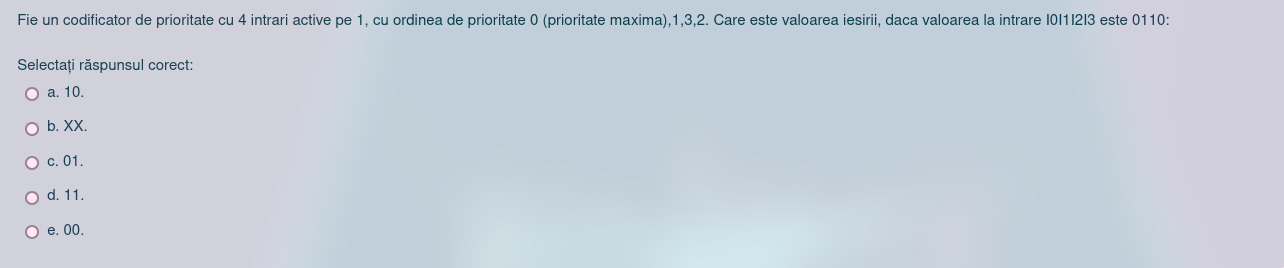 Fie un codificator de prioritate cu 4 intrari active pe 1, cu ordinea de prioritate 0 (prioritate maxima),1,3,2. Care este valoarea iesirii, daca valoarea la intrare I0I1I2I3 este 0110:
Selectați răspunsul corect:
a. 10.
b. XX.
c. 01.
d. 11.
e. 00.